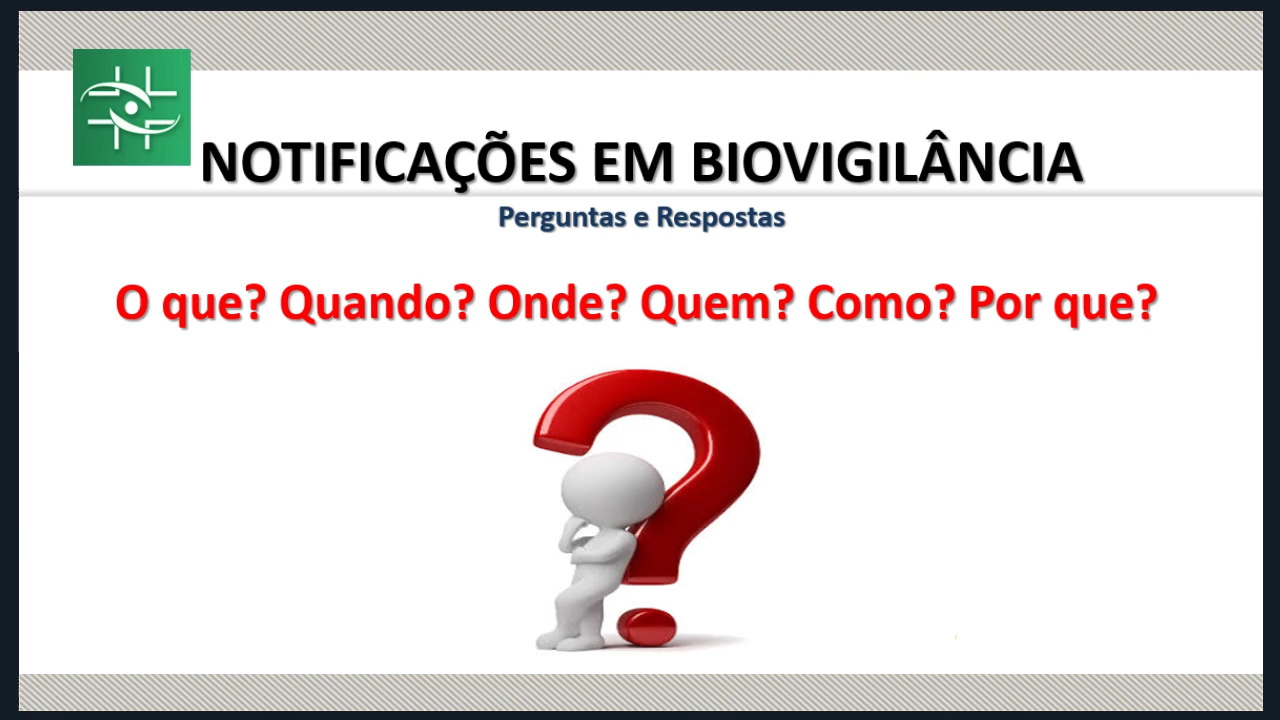 NOTIFICAÇÕES EM BIOVIGILÂNCIA
Perguntas e Respostas
O que? Quando? Onde? Quem? Como? Por que?